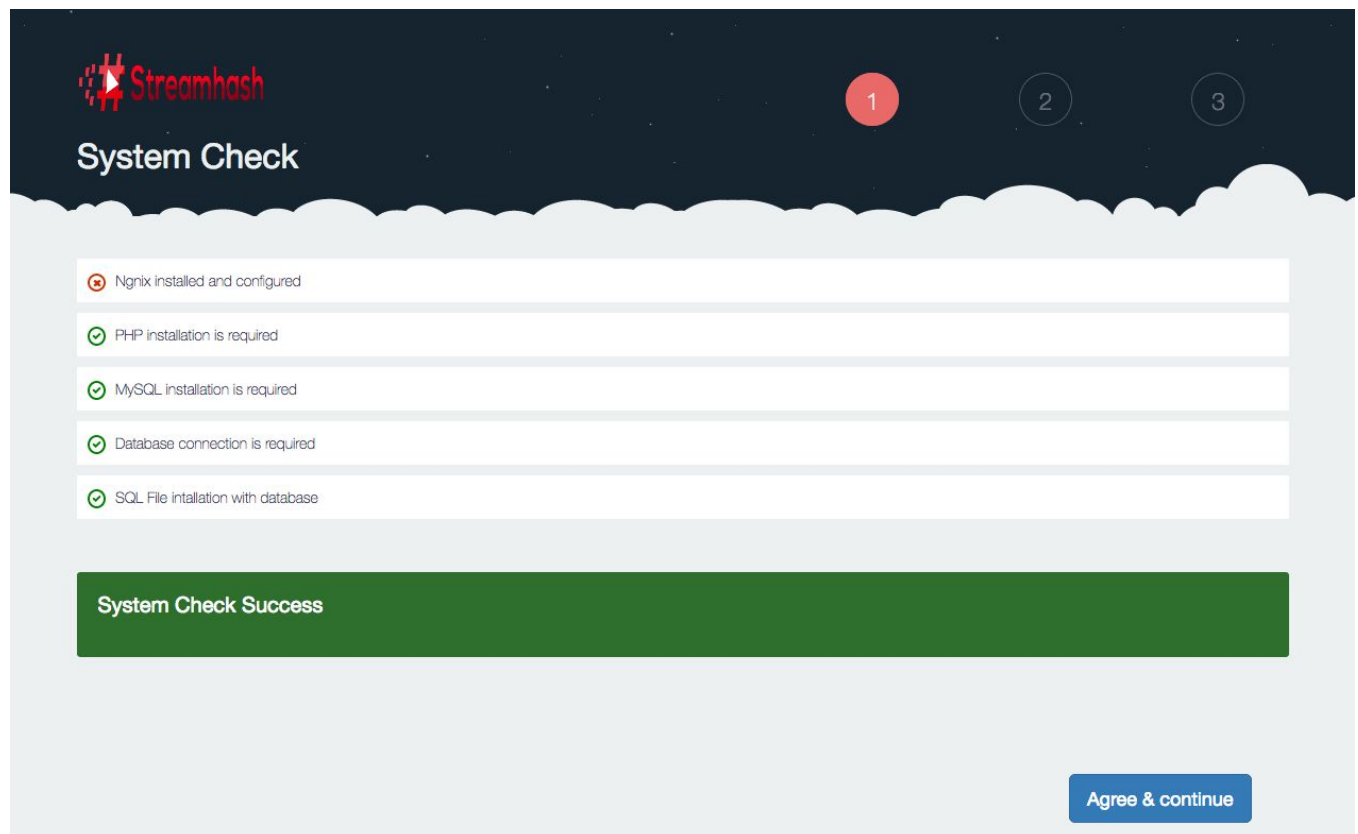 Streamhash
1
2
3
System Check
Ngnix installed and configured
PHP installation is required
MySQL installation is required
Database connection is required
SQL File intallation with database
System Check Success
Agree & continue